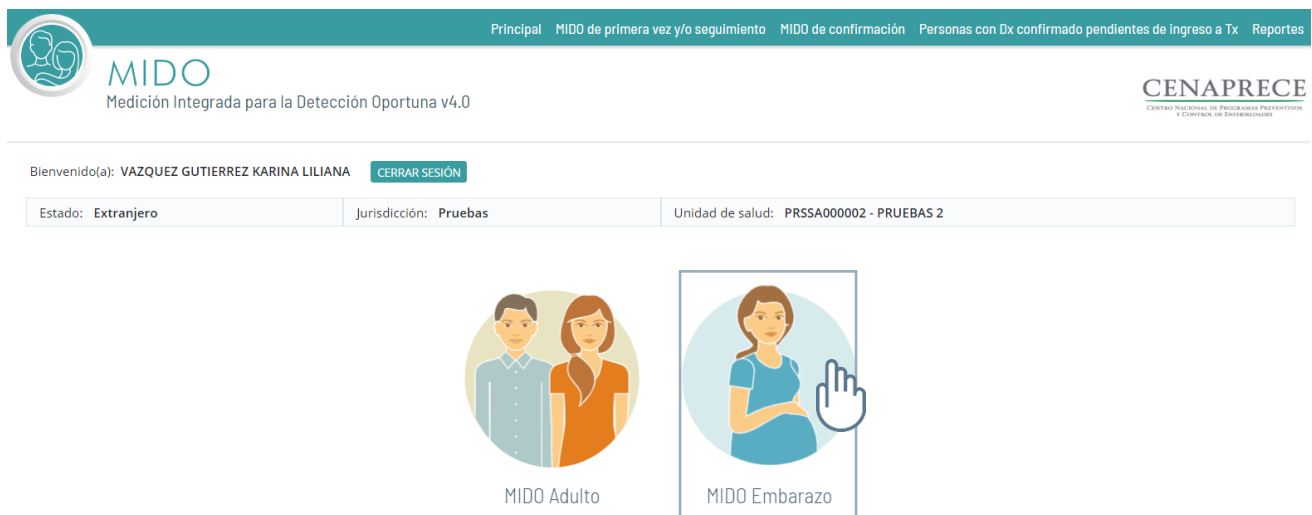 Principal MIDO de primera vez y/o seguimiento MIDO de confirmación Personas con Dx confirmado pendientes de ingreso a Tx Reportes
MIDO
Medición Integrada para la Detección Oportuna v4.0
CENAPRECE
CENTRO NACIONAL DE PROGRAMAS PREVENTIVOS
Y CONTROL DE ENFERMEDADES
Bienvenido(a): VAZQUEZ GUTIERREZ KARINA LILIANA CERRAR SESIÓN
Estado: Extranjero Jurisdicción: Pruebas Unidad de salud: PRSSA000002 - PRUEBAS 2
MIDO Adulto MIDO Embarazo